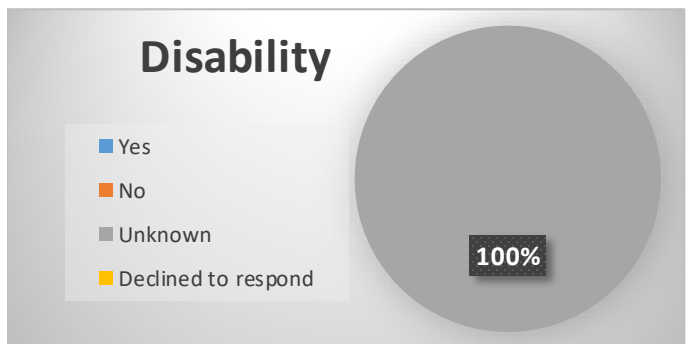 Disability
Yes
No
Unknown
Declined to respond
100%